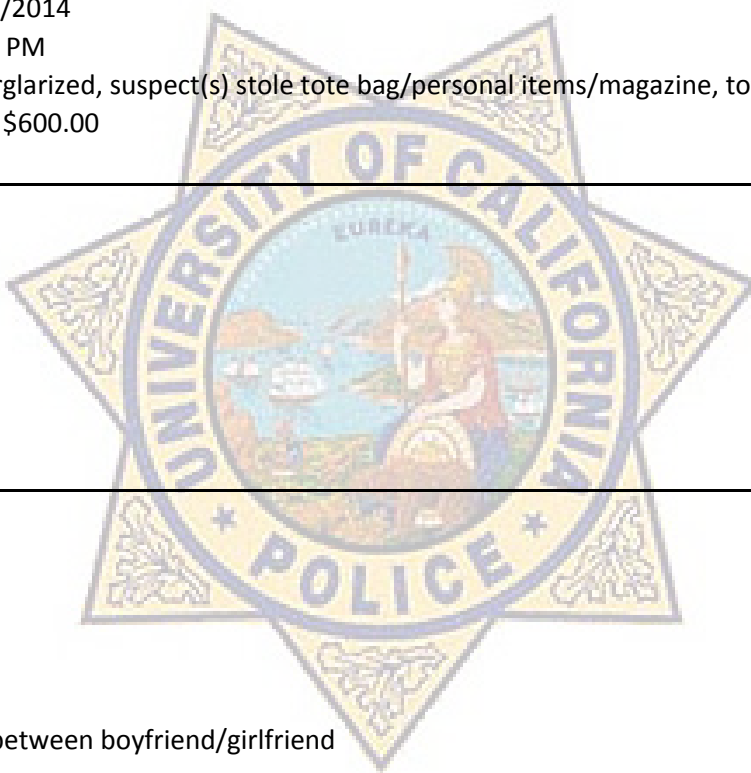 /2014
PM
rglarized, suspect(s) stole tote bag/personal items/magazine, to
$600.00
UNIVERSITY OF CALIFORNIA
EUREKA
POLICE
between boyfriend/girlfriend